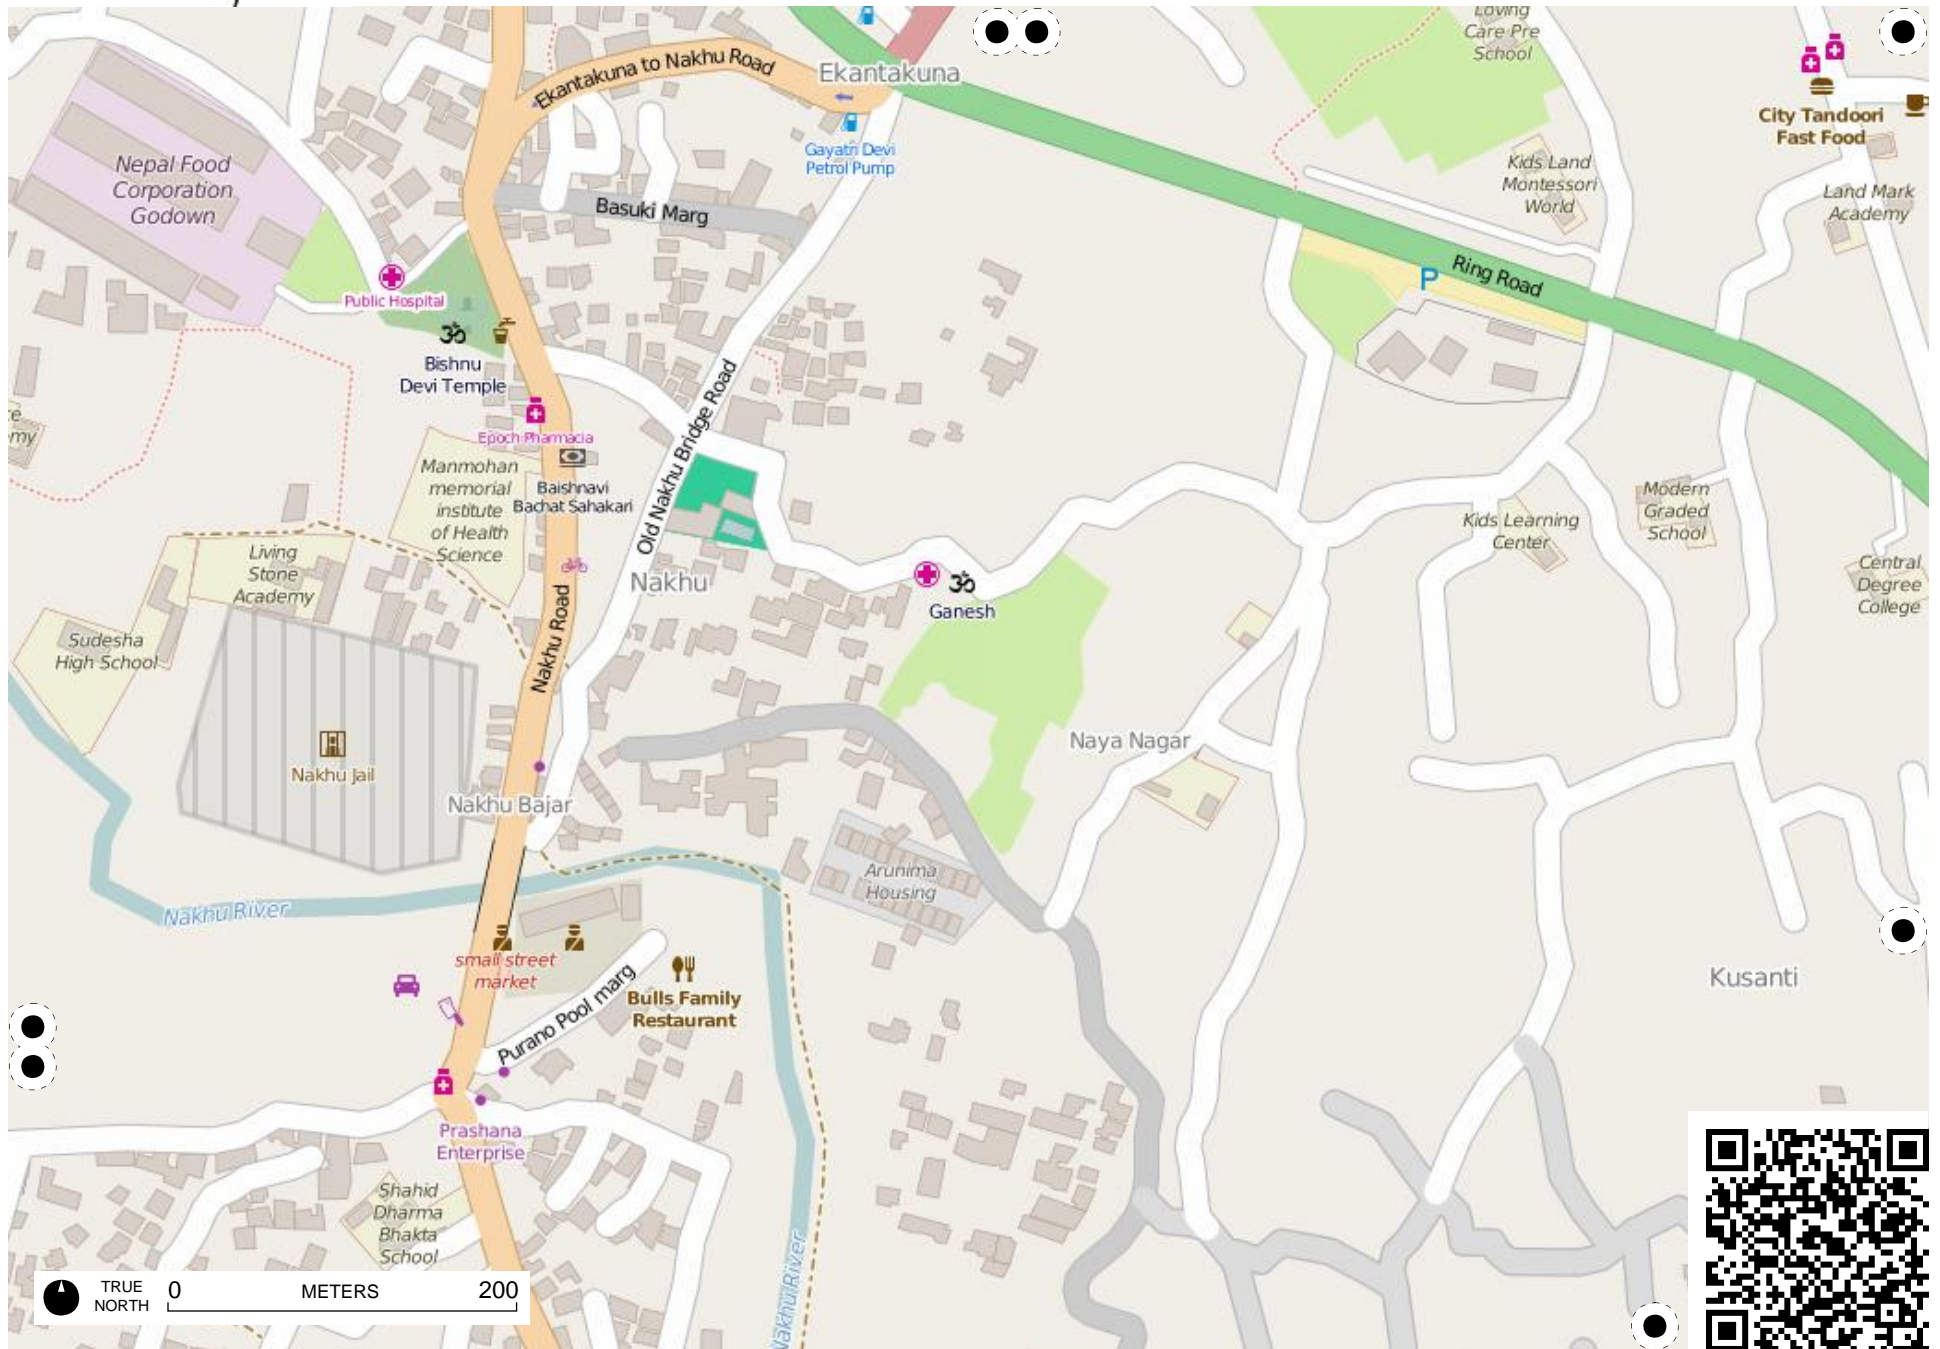 Loving
Care Pre
School
Ekantakuna to Nakhu Road
Ekantakuna
City Tandoori
Fast Food
Gayatri Devi
Petrol Pump
Nepal Food
Corporation
Godown
Kids Land
Montessori
World
Land Mark
Academy
Basuki Marg
Ring Road
P
Public Hospital
ॐ
Bishnu
Devi Temple
Old Nakhu Bridge Road
my
Epoch Pharmacia
Manmohan
memorial
institute
of Health
Science
Baishnavi
Bachat Sahakari
Modern
Graded
School
Kids Learning
Center
Living
Stone
Academy
Nakhu
ॐ
Ganesh
Central
Degree
College
Sudesha
High School
Nakhu Road
Nakhu Jail
Naya Nagar
Nakhu Bajar
Arunima
Housing
Nakhu River
small street
market
Kusanti
Bulls Family
Restaurant
Purano Pool marg
Prashana
Enterprise
Shahid
Dharma
Bhakta
School
Nakhu River
TRUE
NORTH
0 METERS 200